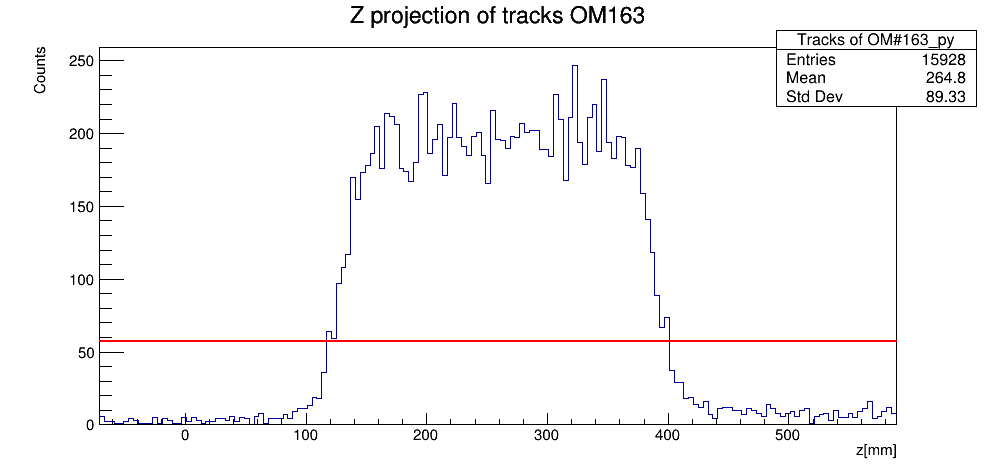 Z projection of tracks OM163
Tracks of OM#163_py
Entries 15928
Mean 264.8
Std Dev 89.33
Counts
250
200
150
100
50
0
0 100 200 300 400 500
z[mm]